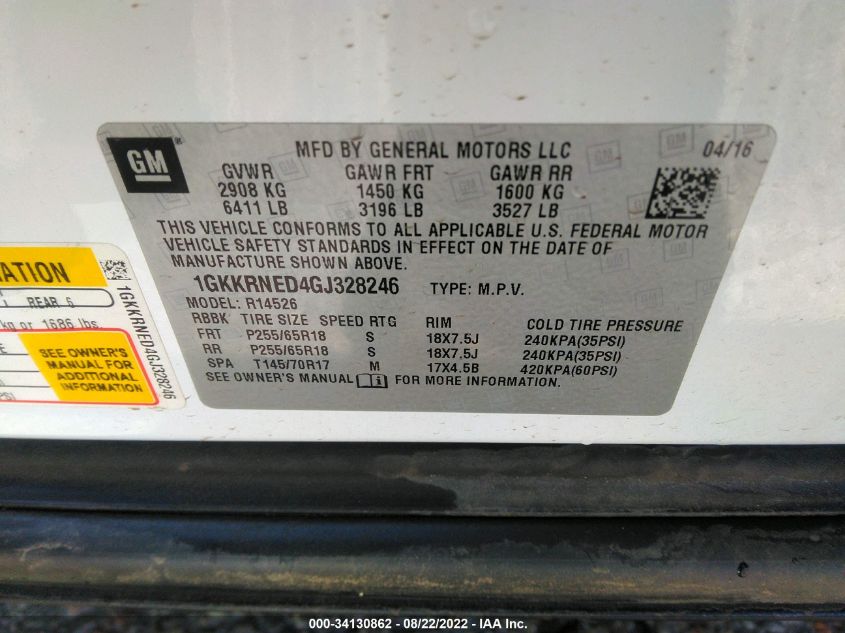 GM
MFD BY GENERAL MOTORS LLC 04/16
GVWR GAWR FRT GAWR RR
2908 KG 1450 KG 1600 KG
6411 LB 3196 LB 3527 LB
THIS VEHICLE CONFORMS TO ALL APPLICABLE U.S. FEDERAL MOTOR
VEHICLE SAFETY STANDARDS IN EFFECT ON THE DATE OF
MANUFACTURE SHOWN ABOVE.
1GKKRNED4GJ328246 TYPE: M.P.V.
MODEL: R14526
RBBK TIRE SIZE SPEED RTG RIM COLD TIRE PRESSURE
FRT P255/65R18 S 18X7.5J 240KPA(35PSI)
RR P255/65R18 S 18X7.5J 240KPA(35PSI)
SPA T145/70R17 M 17X4.5B 420KPA(60PSI)
SEE OWNER'S MANUAL FOR MORE INFORMATION.
MATION
REAR 6
kg or 1686 lbs.
SEE OWNER'S
MANUAL FOR
ADDITIONAL
INFORMATION
PSI)
1GKKRNED4GJ328246
000-34130862 - 08/22/2022 - IAA Inc.